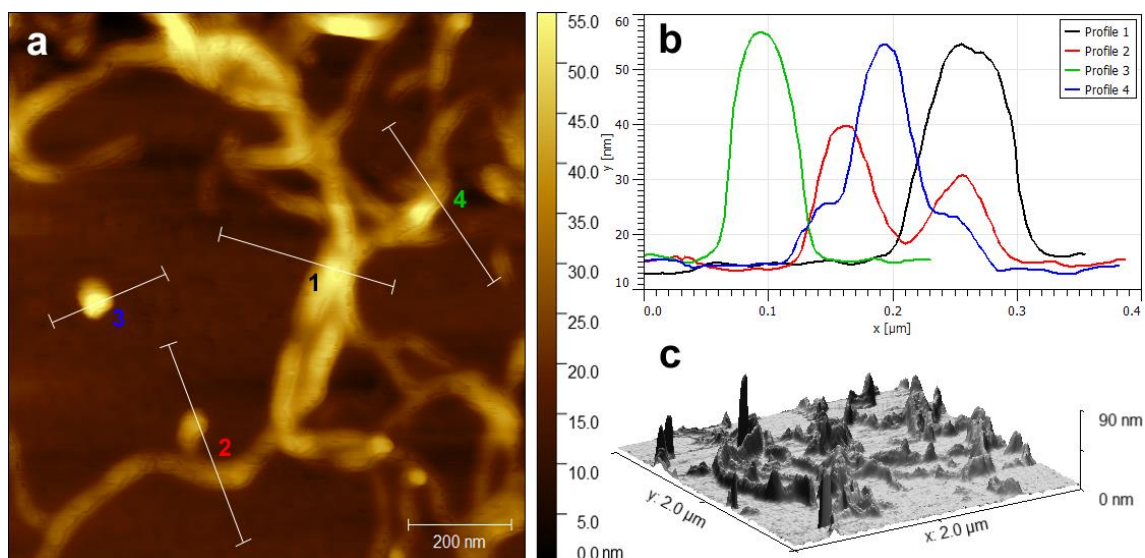 a
1
2
3
4
200 nm
55.0
50.0
45.0
40.0
35.0
30.0
25.0
20.0
15.0
10.0
5.0
0.0 nm
b
60
50
40
30
20
10
y [nm]
0.0 0.1 0.2 0.3 0.4
x [µm]
Profile 1
Profile 2
Profile 3
Profile 4
c
90 nm
0 nm
y: 2.0 µm
x: 2.0 µm